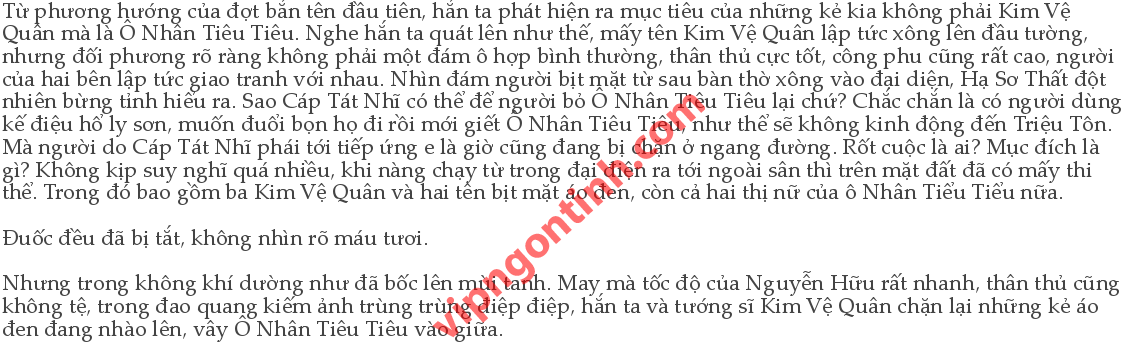 Từ phương hướng của đợt bắn tên đầu tiên, hắn ta phát hiện ra mục tiêu của những kẻ kia không phải Kim Vệ
Quân mà là Ô Nhân Tiêu Tiêu. Nghe hắn ta quát lên như thế, mấy tên Kim Vệ Quân lập tức xông lên đầu tường,
nhưng đối phương rõ ràng không phải một đám ô hợp bình thường, thân thủ cực tốt, công phu cũng rất cao, người
của hai bên lập tức giao tranh với nhau. Nhìn đám người bịt mặt từ sau bàn thờ xông vào đại diện, Hạ Sơ Thất đột
nhiên bừng tỉnh hiểu ra. Sao Cáp Tát Nhĩ có thể để người bỏ Ô Nhân Tiêu Tiêu lại chứ? Chắc chắn là có người dùng
kế điệu hổ ly sơn, muốn đuổi bọn họ đi rồi mới giết Ô Nhân Tiêu Tiêu, như thể sẽ không kinh động đến Triệu Tôn.
Mà người do Cáp Tát Nhĩ phái tới tiếp ứng e là giờ cũng đang bị chặn ở ngang đường. Rốt cuộc là ai? Mục đích là
gì? Không kịp suy nghĩ quá nhiều, khi nàng chạy từ trong đại điện ra tới ngoài sân thì trên mặt đất đã có mấy thi
thể. Trong đó bao gồm ba Kim Vệ Quân và hai tên bịt mặt áo đen, còn cả hai thị nữ của ô Nhân Tiểu Tiểu nữa.
Đuốc đều đã bị tắt, không nhìn rõ máu tươi.
Nhưng trong không khí dường như đã bốc lên mùi tanh. May mà tốc độ của Nguyễn Hữu rất nhanh, thân thủ cũng
không tệ, trong đao quang kiếm ảnh trùng trùng điệp điệp, hắn ta và tướng sĩ Kim Vệ Quân chặn lại những kẻ áo
đen đang nhào lên, vây Ô Nhân Tiêu Tiêu vào giữa.
vipngontinh.com